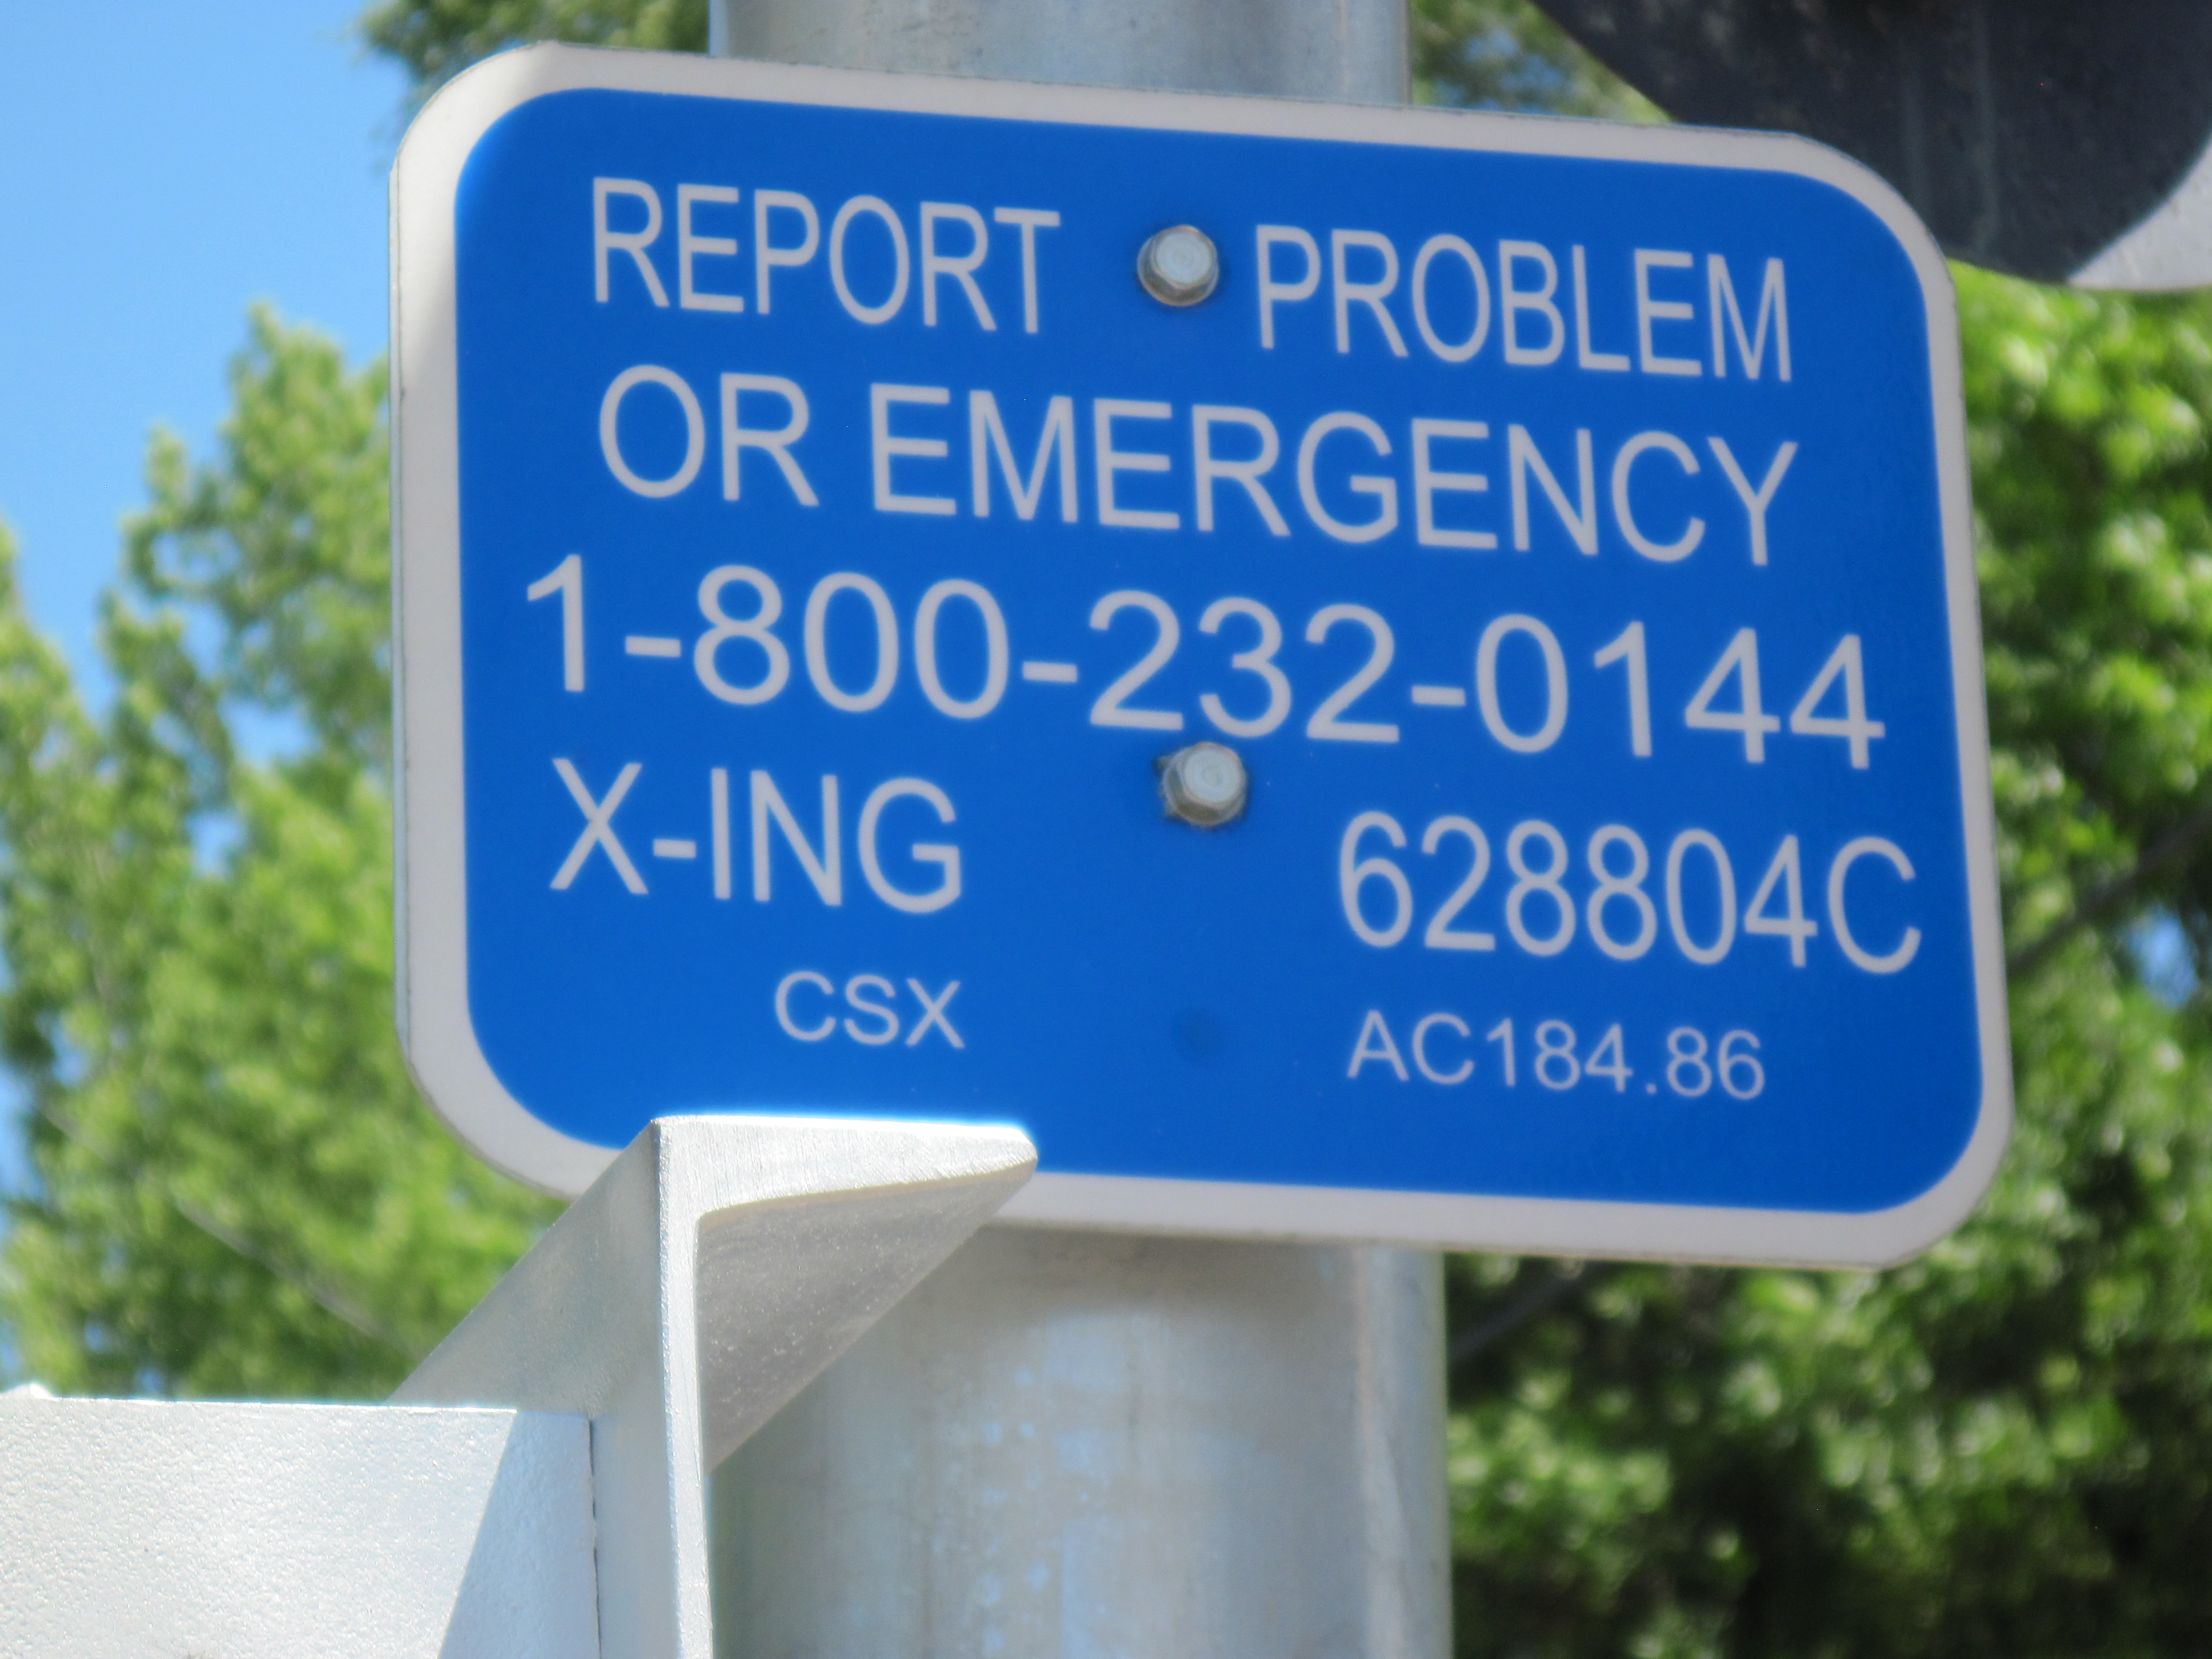 REPORT PROBLEM
OR EMERGENCY
1-800-232-0144
X-ING 628804C
CSX AC184.86